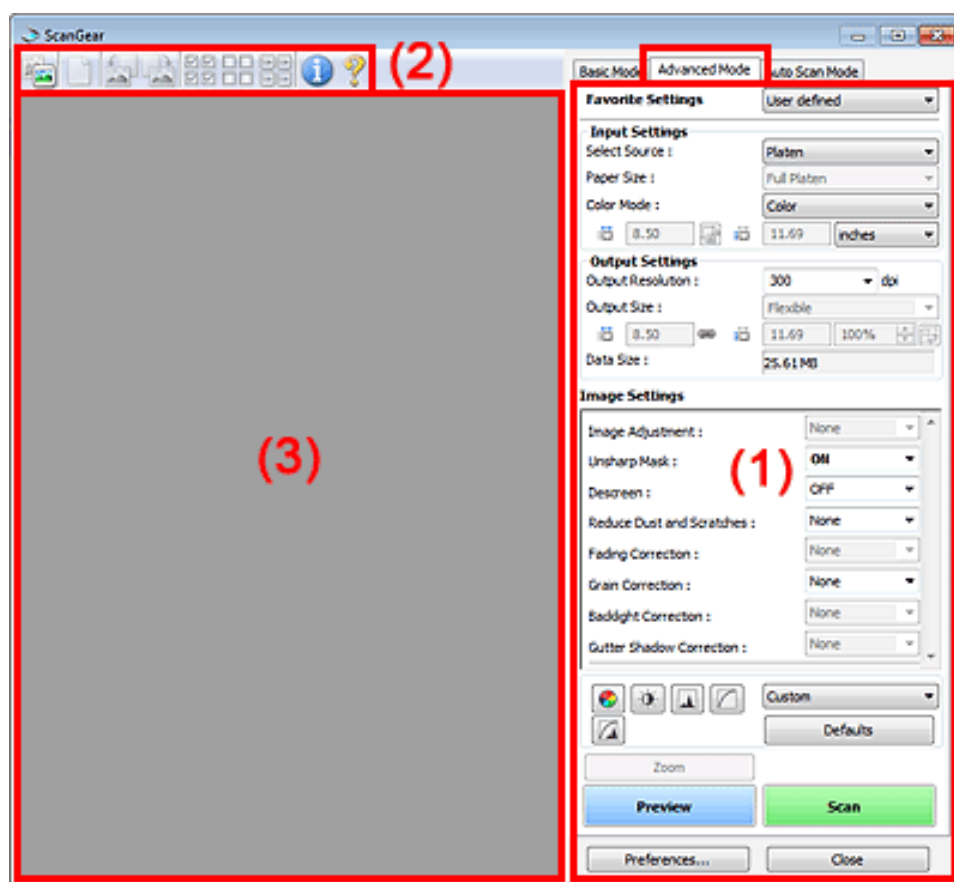 ScanGear
(2)
Basic Mode Advanced Mode Auto Scan Mode
Favorite Settings User defined
Input Settings
Select Source : Platen
Paper Size : Full Platen
Color Mode : Color
8.50 11.69 inches
Output Settings
Output Resolution : 300 dpi
Output Size : Flexible
8.50 11.69 100%
Data Size : 25.61 MB
Image Settings
(3)
(1)
Image Adjustment : None
Unsharp Mask : ON
Descreen : OFF
Reduce Dust and Scratches : None
Fading Correction : None
Grain Correction : None
Backlight Correction : None
Gutter Shadow Correction : None
Custom
Defaults
Zoom
Preview Scan
Preferences... Close